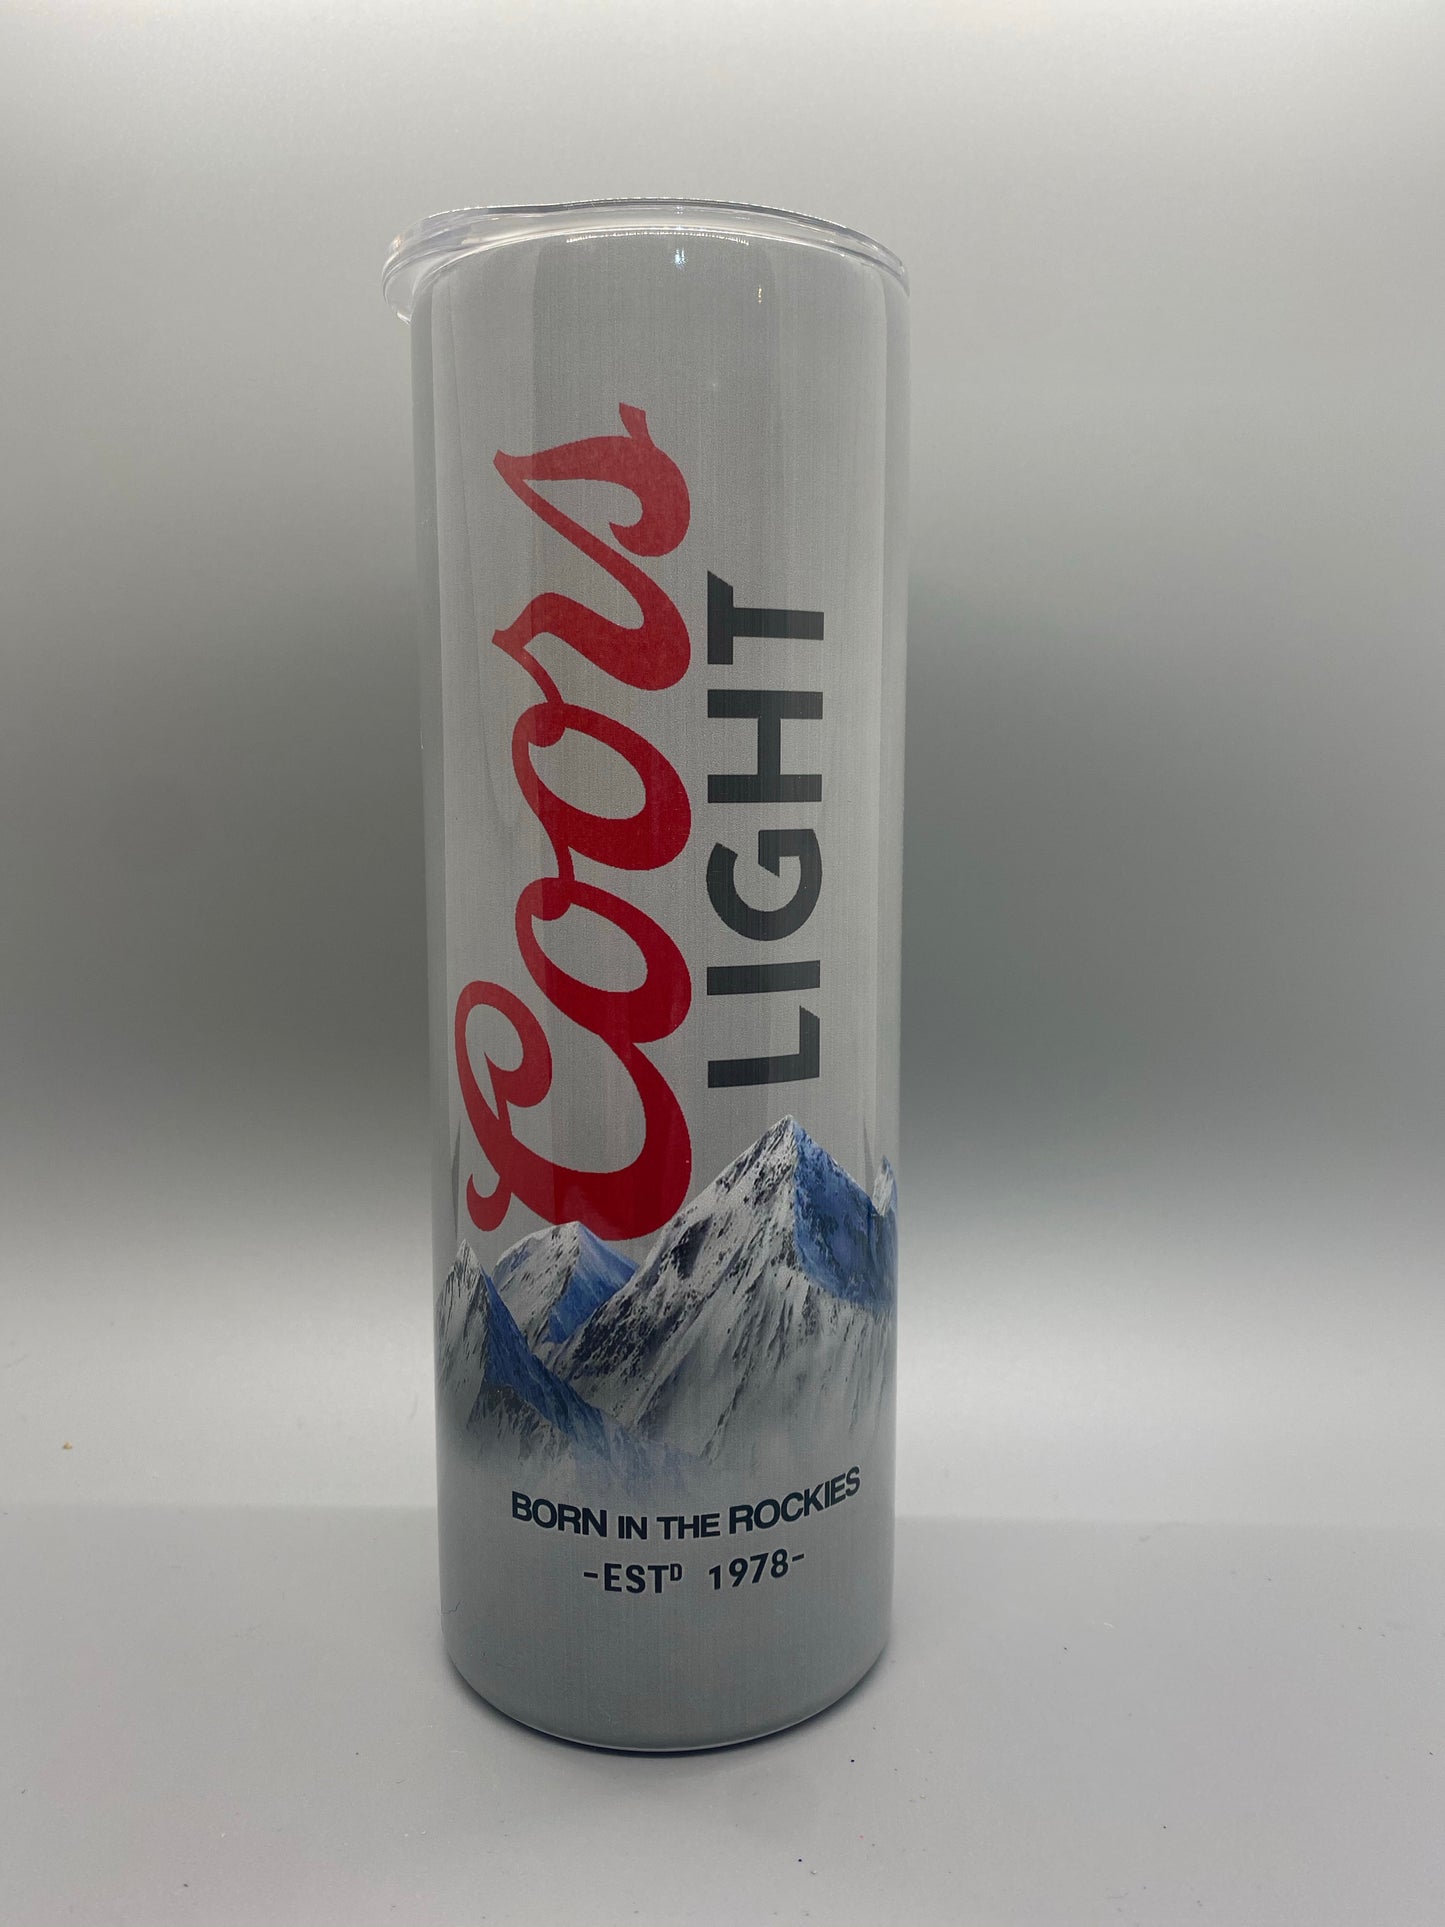 Coors
LIGHT
BORN IN THE ROCKIES
-ESTᴰ 1978-